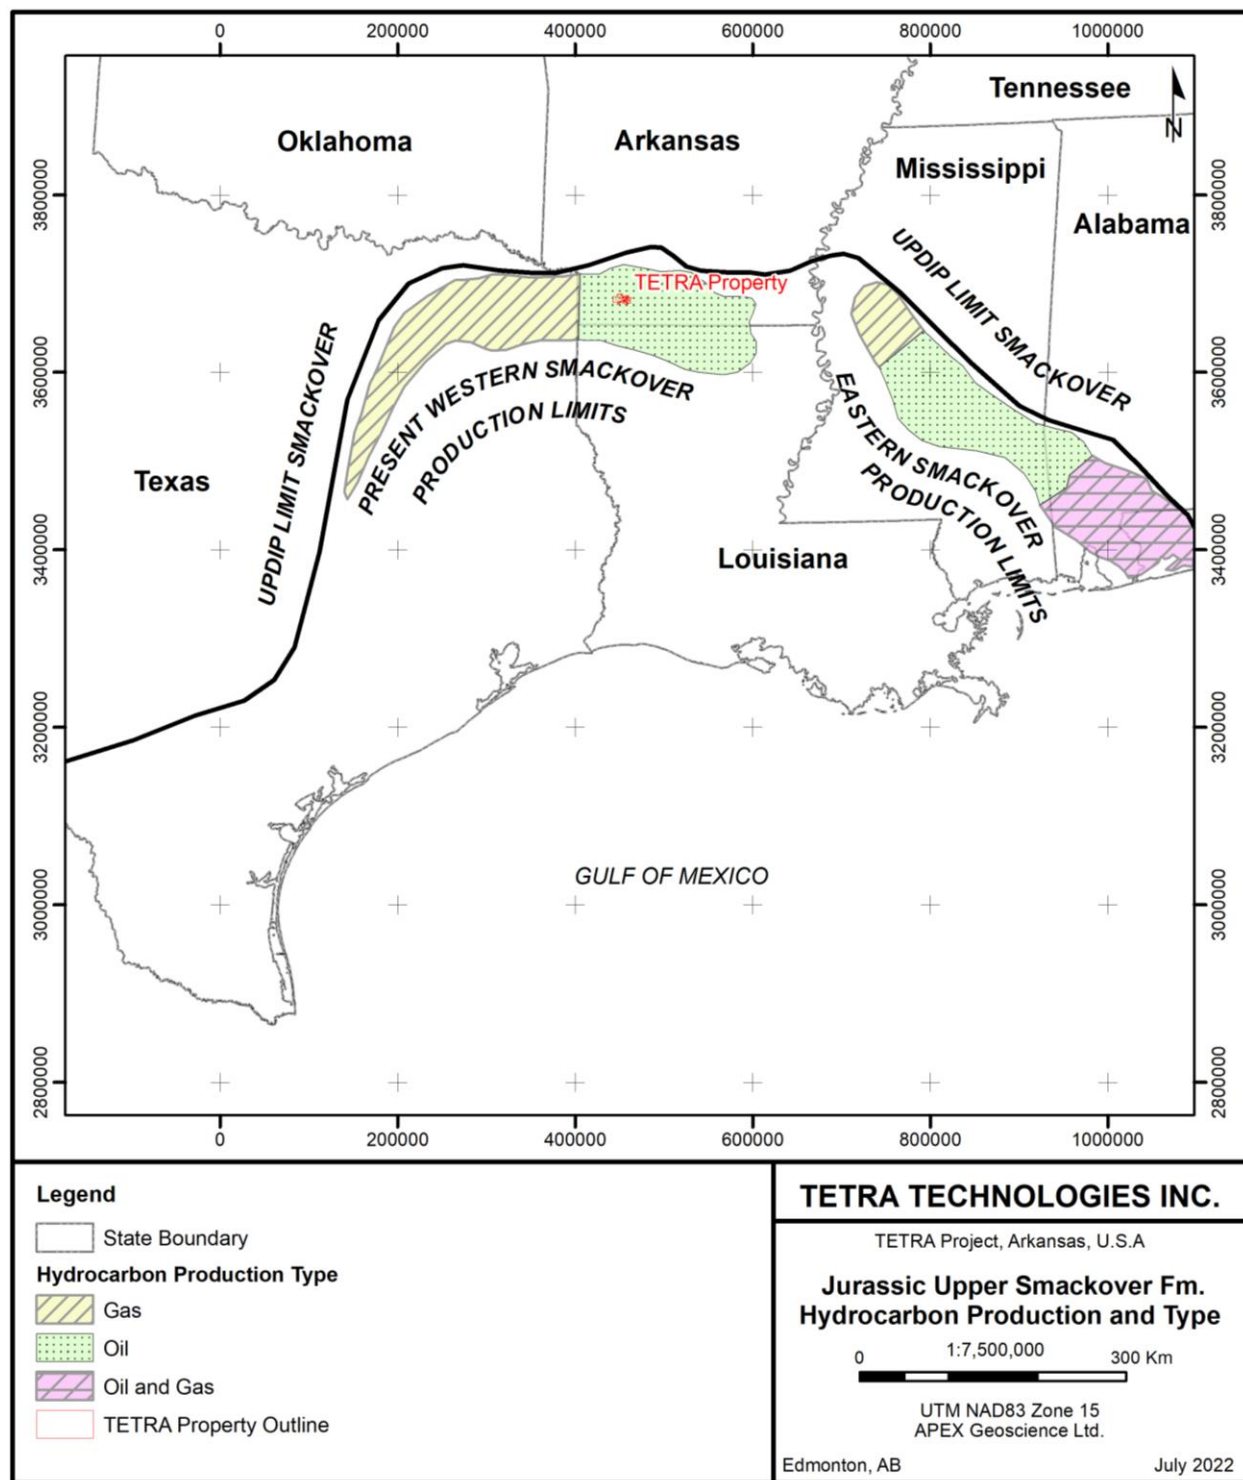 0 200000 400000 600000 800000 1000000
Tennessee
N
Oklahoma
Arkansas
Mississippi
Alabama
3800000
3800000
UPDIP LIMIT SMACKOVER
TETRA Property
3600000
3600000
UPDIP LIMIT SMACKOVER
PRESENT WESTERN SMACKOVER
PRODUCTION LIMITS
EASTERN SMACKOVER
PRODUCTION LIMITS
Texas
Louisiana
3400000
3400000
3200000
3200000
GULF OF MEXICO
3000000
3000000
2800000
2800000
0 200000 400000 600000 800000 1000000
Legend
State Boundary
Hydrocarbon Production Type
Gas
Oil
Oil and Gas
TETRA Property Outline
TETRA TECHNOLOGIES INC.
TETRA Project, Arkansas, U.S.A
Jurassic Upper Smackover Fm.
Hydrocarbon Production and Type
1:7,500,000
0 300 Km
UTM NAD83 Zone 15
APEX Geoscience Ltd.
Edmonton, AB July 2022